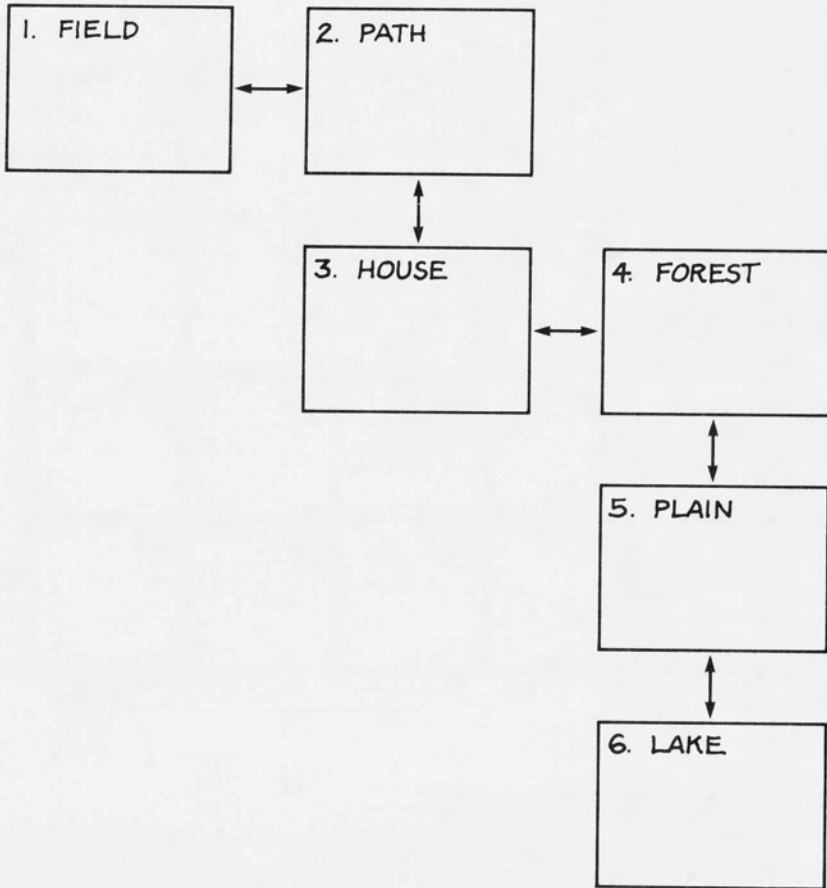 1. FIELD
2. PATH
3. HOUSE
4. FOREST
5. PLAIN
6. LAKE